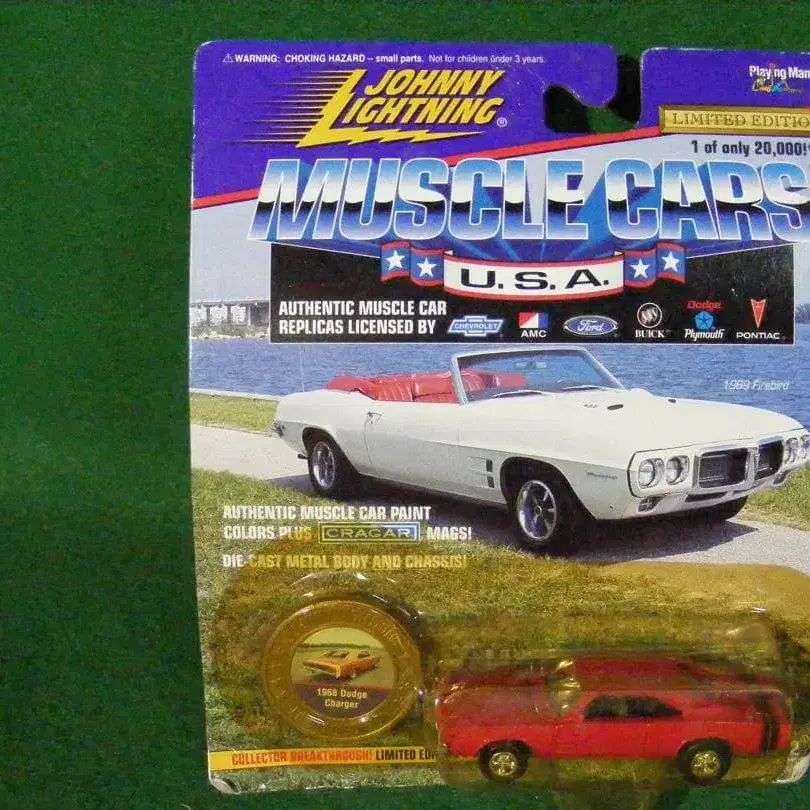 WARNING: CHOKING HAZARD – small parts. Not for children under 3 years.
Playing Man
JOHNNY
LIGHTNING®
LIMITED EDITIO
1 of only 20,000!
MUSCLE CARS
U.S.A.
AUTHENTIC MUSCLE CAR
REPLICAS LICENSED BY
CHEVROLET
AMC
Ford
BUICK
Dodge
Plymouth
PONTIAC
1969 Firebird
AUTHENTIC MUSCLE CAR PAINT
COLORS PLUS CRAGAR MAGS!
DIE-CAST METAL BODY AND CHASSIS!
1968 Dodge
Charger
COLLECTOR BREAKTHROUGH! LIMITED EDI